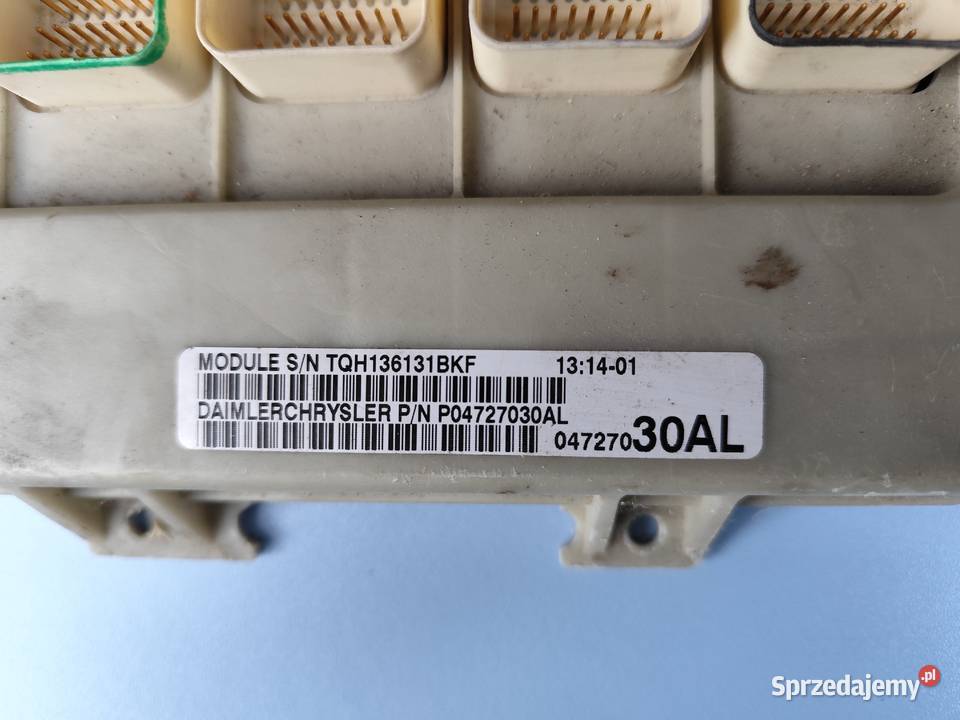 MODULE S/N TQH136131BKF 13:14-01
DAIMLERCHRYSLER P/N P04727030AL
04727030AL
Sprzedajemy.pl